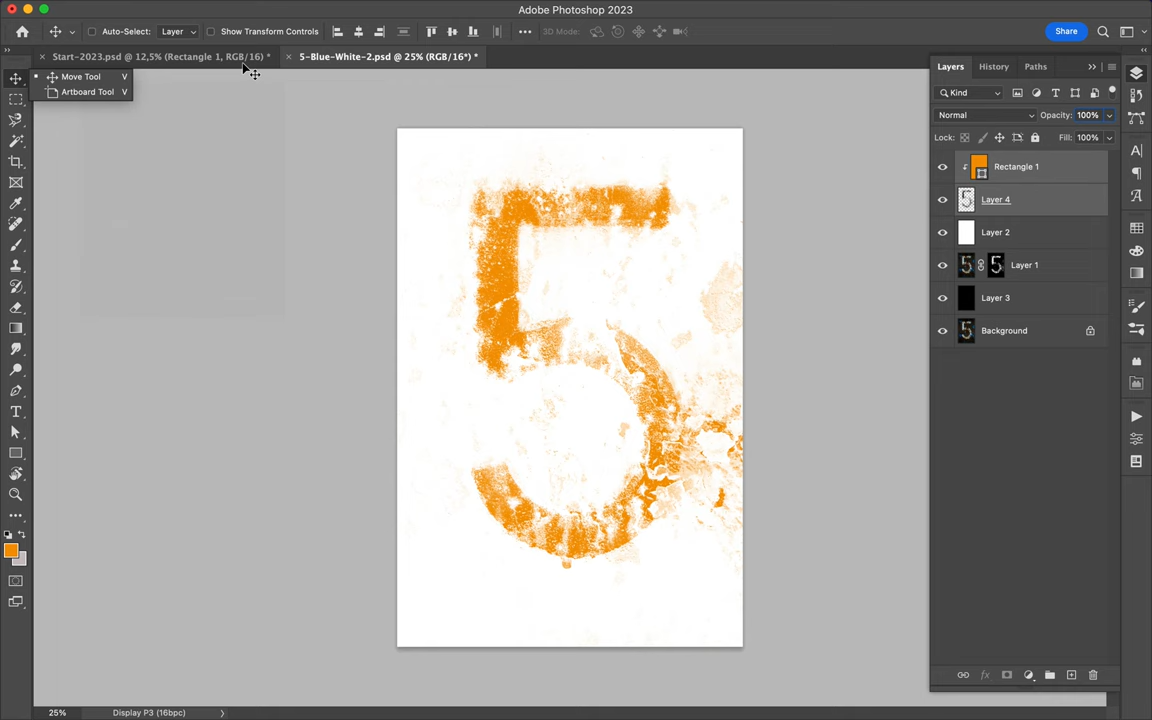 Adobe Photoshop 2023
Auto-Select: Layer Show Transform Controls 3D Mode: Share
Start-2023.psd @ 12,5% (Rectangle 1, RGB/16) *
5-Blue-White-2.psd @ 25% (RGB/16*) *
Move Tool V
Artboard Tool V
Layers History Paths
Kind
Normal Opacity: 100%
Lock: Fill: 100%
Rectangle 1
Layer 4
Layer 2
Layer 1
Layer 3
Background
5
25% Display P3 (16bpc)